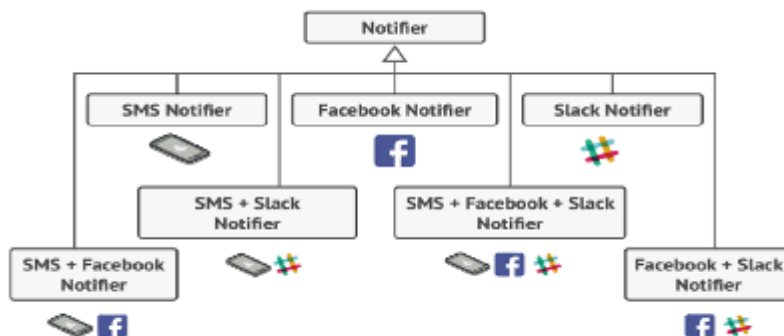 Notifier
SMS Notifier
Facebook Notifier
Slack Notifier
SMS + Slack
Notifier
SMS + Facebook + Slack
Notifier
SMS + Facebook
Notifier
Facebook + Slack
Notifier